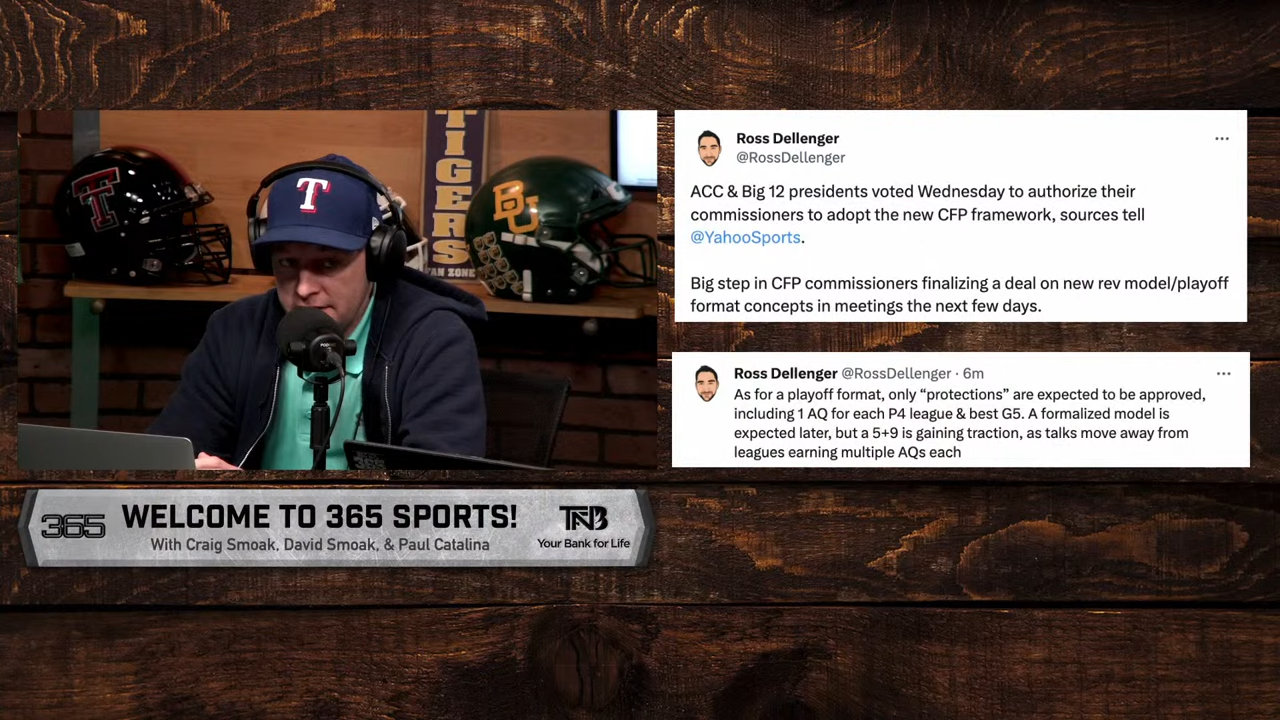 T
T
TIGERS
AN ZONE
BU
Ross Dellenger
@RossDellenger
ACC & Big 12 presidents voted Wednesday to authorize their
commissioners to adopt the new CFP framework, sources tell
@YahooSports.
Big step in CFP commissioners finalizing a deal on new rev model/playoff
format concepts in meetings the next few days.
Ross Dellenger @RossDellenger · 6m
As for a playoff format, only “protections” are expected to be approved,
including 1 AQ for each P4 league & best G5. A formalized model is
expected later, but a 5+9 is gaining traction, as talks move away from
leagues earning multiple AQs each
365 WELCOME TO 365 SPORTS! TFNB
With Craig Smoak, David Smoak, & Paul Catalina
Your Bank for Life